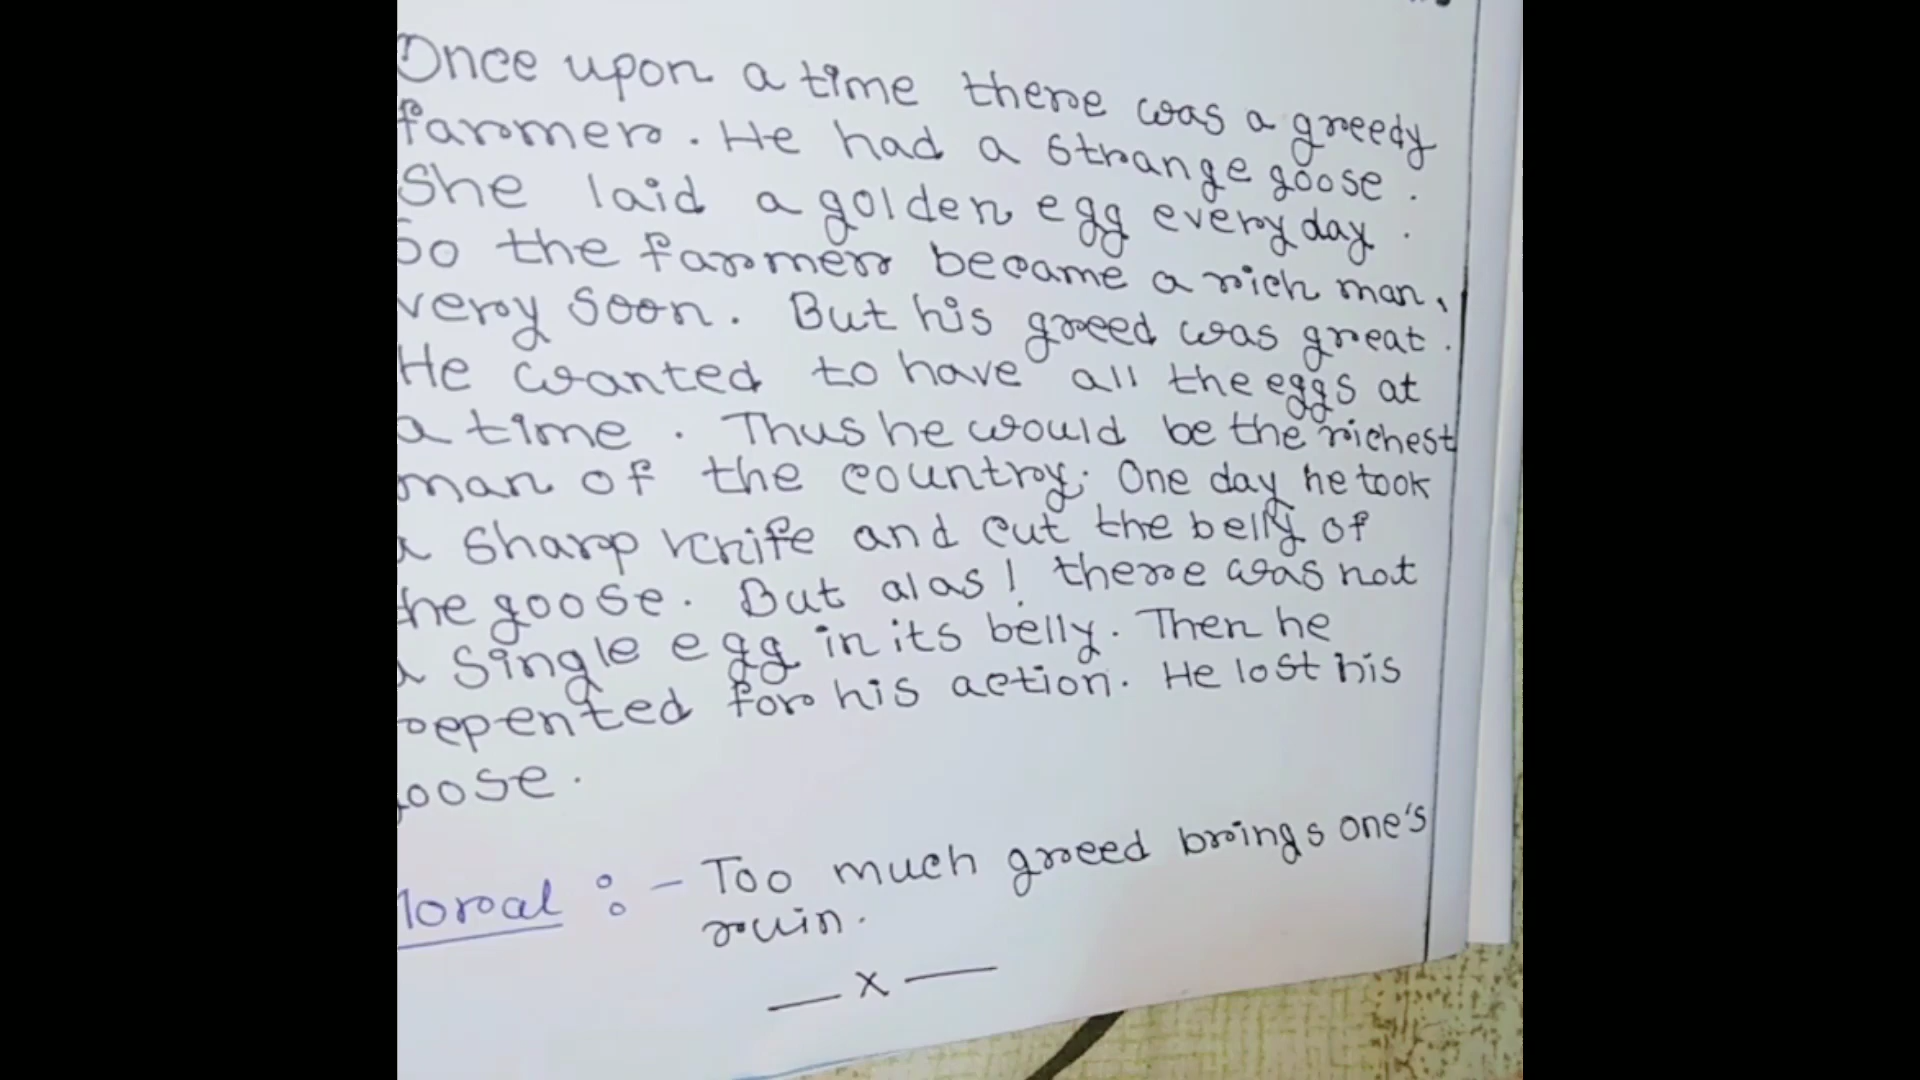 Once upon a time there was a greedy
farmer. He had a strange goose.
She laid a golden egg every day.
So the farmer became a rich man,
very soon. But his greed was great.
He wanted to have all the eggs at
a time. Thus he would be the richest
man of the country. One day he took
a sharp knife and cut the belly of
the goose. But alas! there was not
a single egg in its belly. Then he
repented for his action. He lost his
goose.
Moral :- Too much greed brings one's
ruin.
—x—